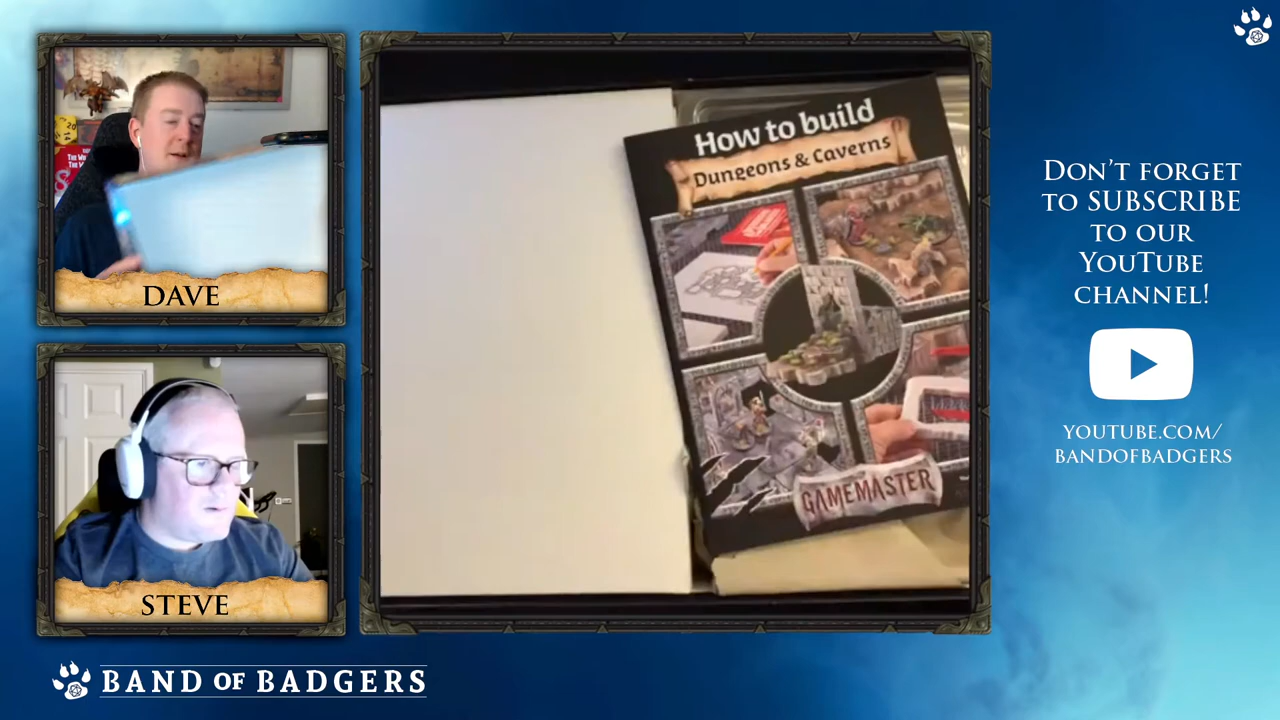 DAVE
STEVE
BAND OF BADGERS
How to build
Dungeons & Caverns
GAMEMASTER
DON'T FORGET
TO SUBSCRIBE
TO OUR
YOUTUBE
CHANNEL!
YOUTUBE.COM/
BANDOFBADGERS
20